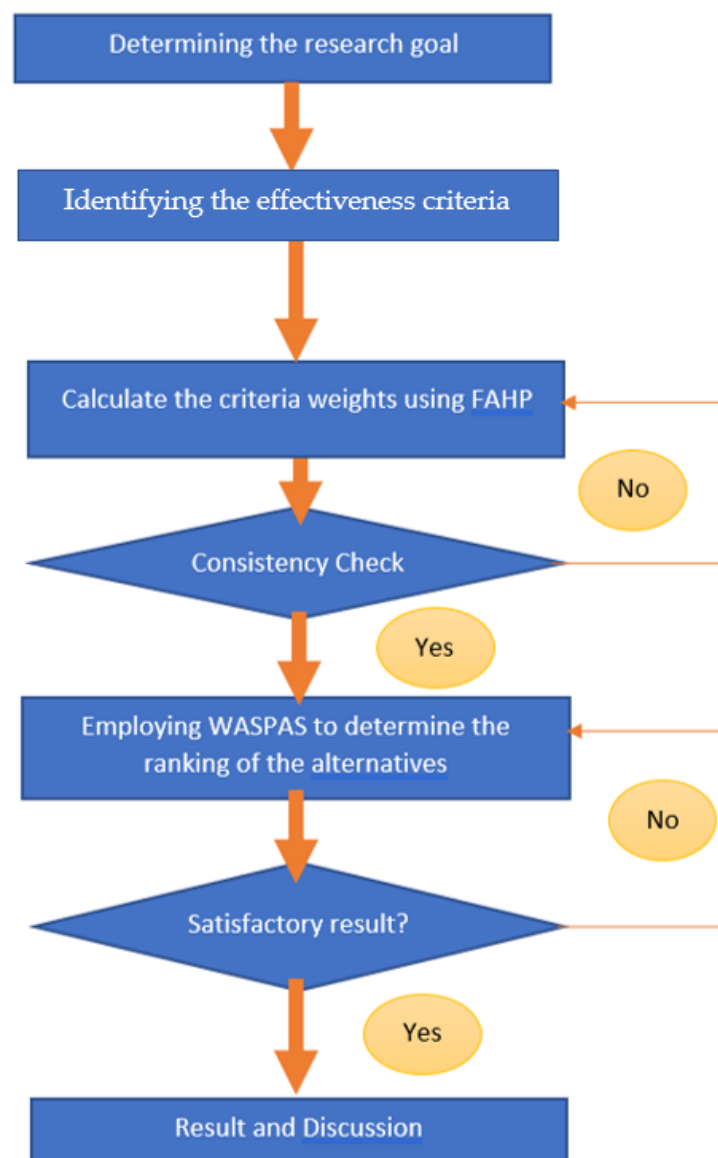 Determining the research goal
Identifying the effectiveness criteria
Calculate the criteria weights using FAHP
No
Consistency Check
Yes
Employing WASPAS to determine the
ranking of the alternatives
No
Satisfactory result?
Yes
Result and Discussion